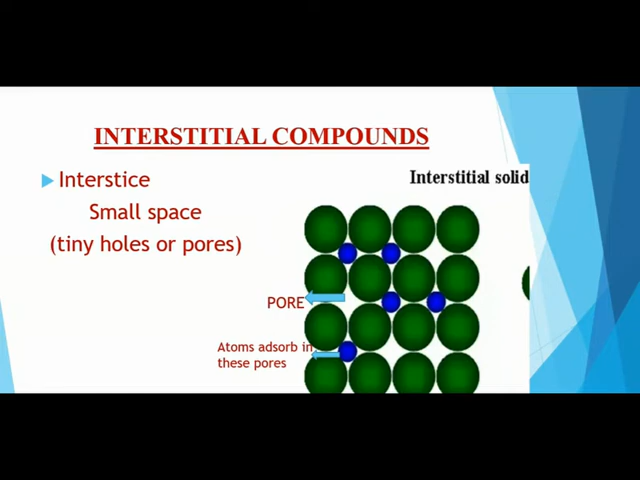 INTERSTITIAL COMPOUNDS
Interstice
Small space
(tiny holes or pores)
Interstitial solid
PORE
Atoms adsorb in
these pores